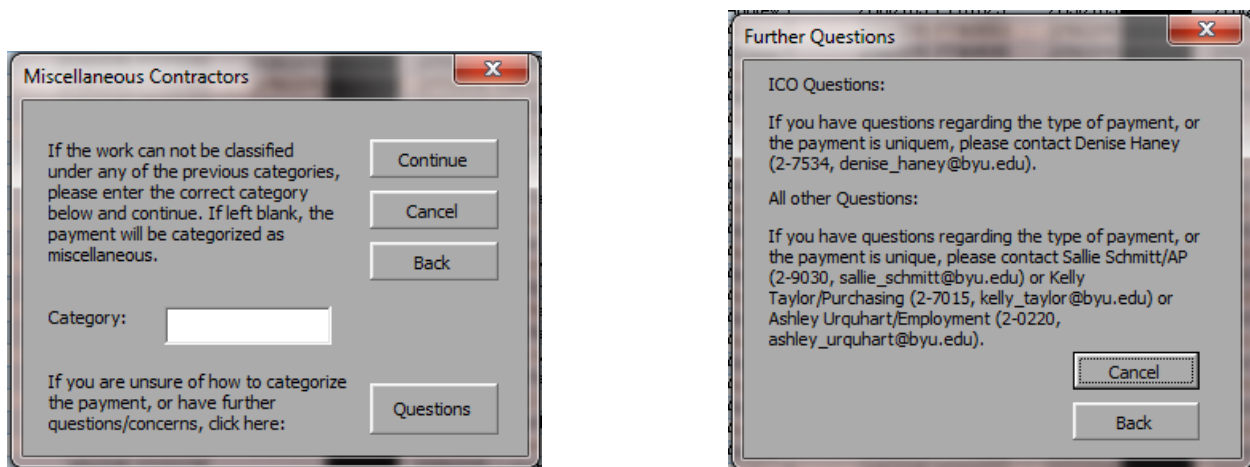 Miscellaneous Contractors
If the work can not be classified
under any of the previous categories,
please enter the correct category
below and continue. If left blank, the
payment will be categorized as
miscellaneous.
Continue
Cancel
Back
Category:
If you are unsure of how to categorize
the payment, or have further
questions/concerns, click here:
Questions
Further Questions
ICO Questions:
If you have questions regarding the type of payment, or
the payment is uniquem, please contact Denise Haney
(2-7534, denise_haney@byu.edu).
All other Questions:
If you have questions regarding the type of payment, or
the payment is unique, please contact Sallie Schmitt/AP
(2-9030, sallie_schmitt@byu.edu) or Kelly
Taylor/Purchasing (2-7015, kelly_taylor@byu.edu) or
Ashley Urquhart/Employment (2-0220,
ashley_urquhart@byu.edu).
Cancel
Back